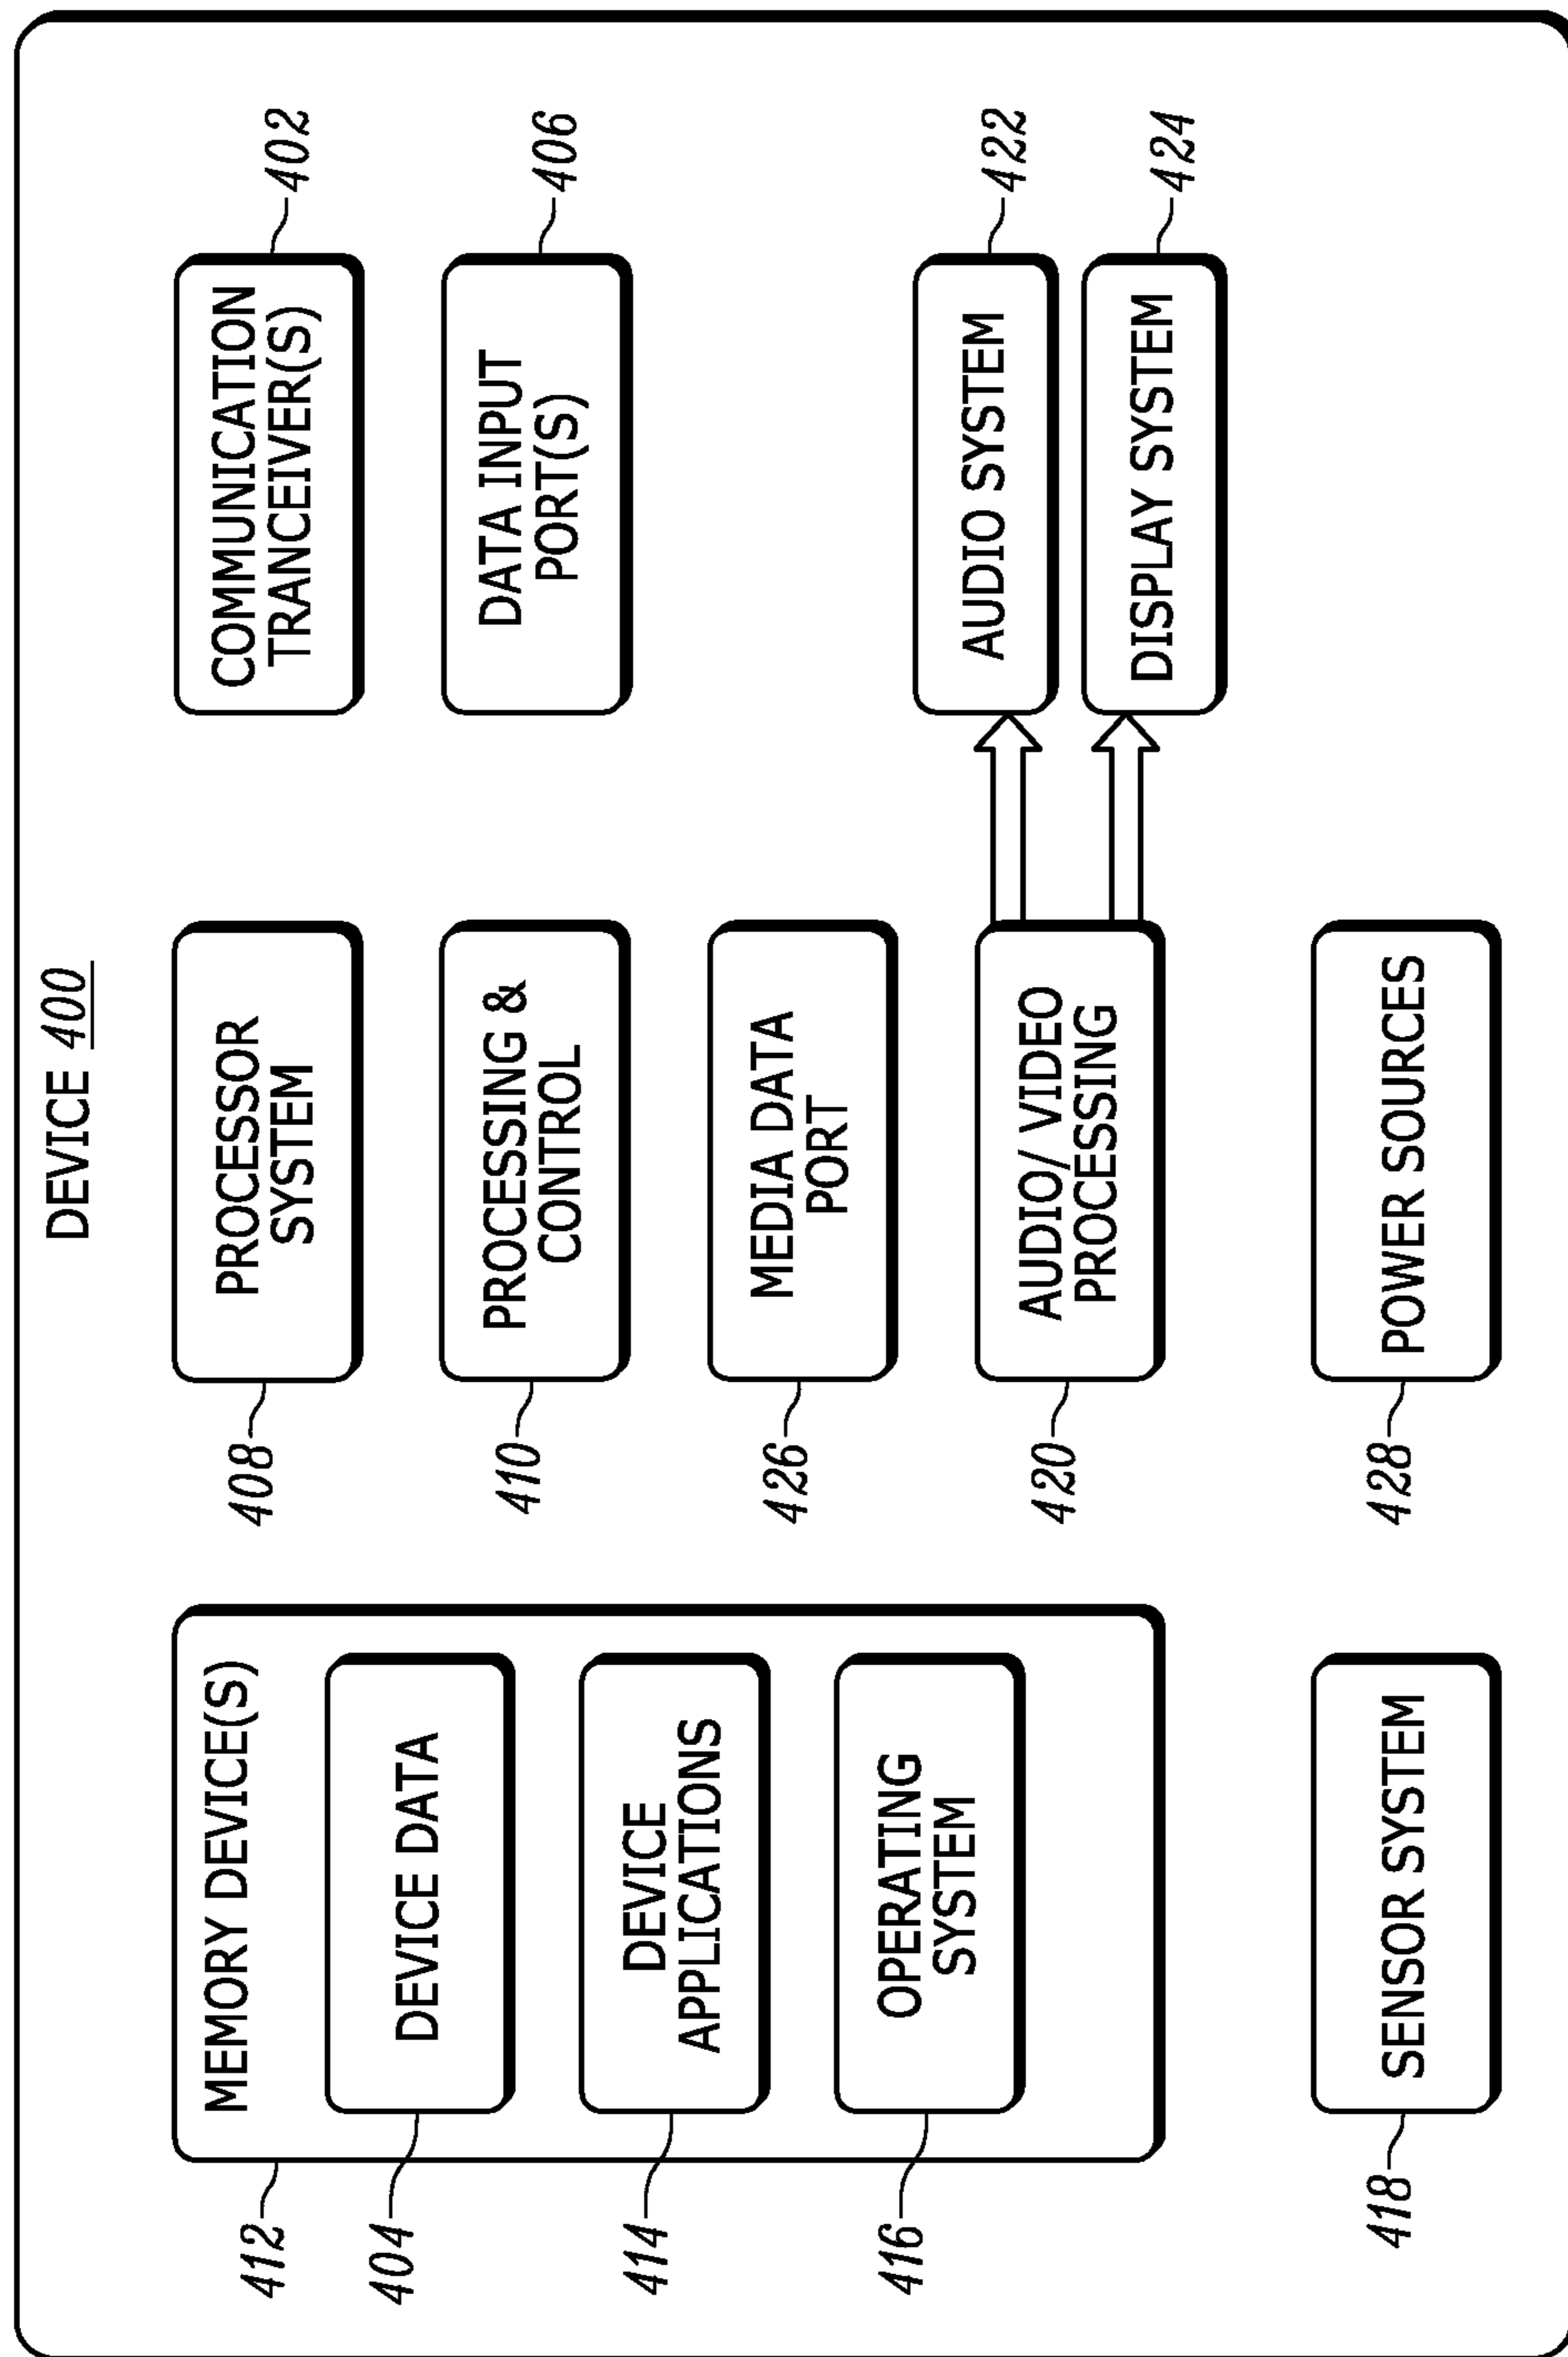 DEVICE 400
412
MEMORY DEVICE(S)
404
DEVICE DATA
414
DEVICE
APPLICATIONS
416
OPERATING
SYSTEM
418
SENSOR SYSTEM
408
PROCESSOR
SYSTEM
410
PROCESSING &
CONTROL
426
MEDIA DATA
PORT
420
AUDIO/ VIDEO
PROCESSING
428
POWER SOURCES
COMMUNICATION
TRANCEIVER(S)
402
DATA INPUT
PORT(S)
406
AUDIO SYSTEM
422
DISPLAY SYSTEM
424